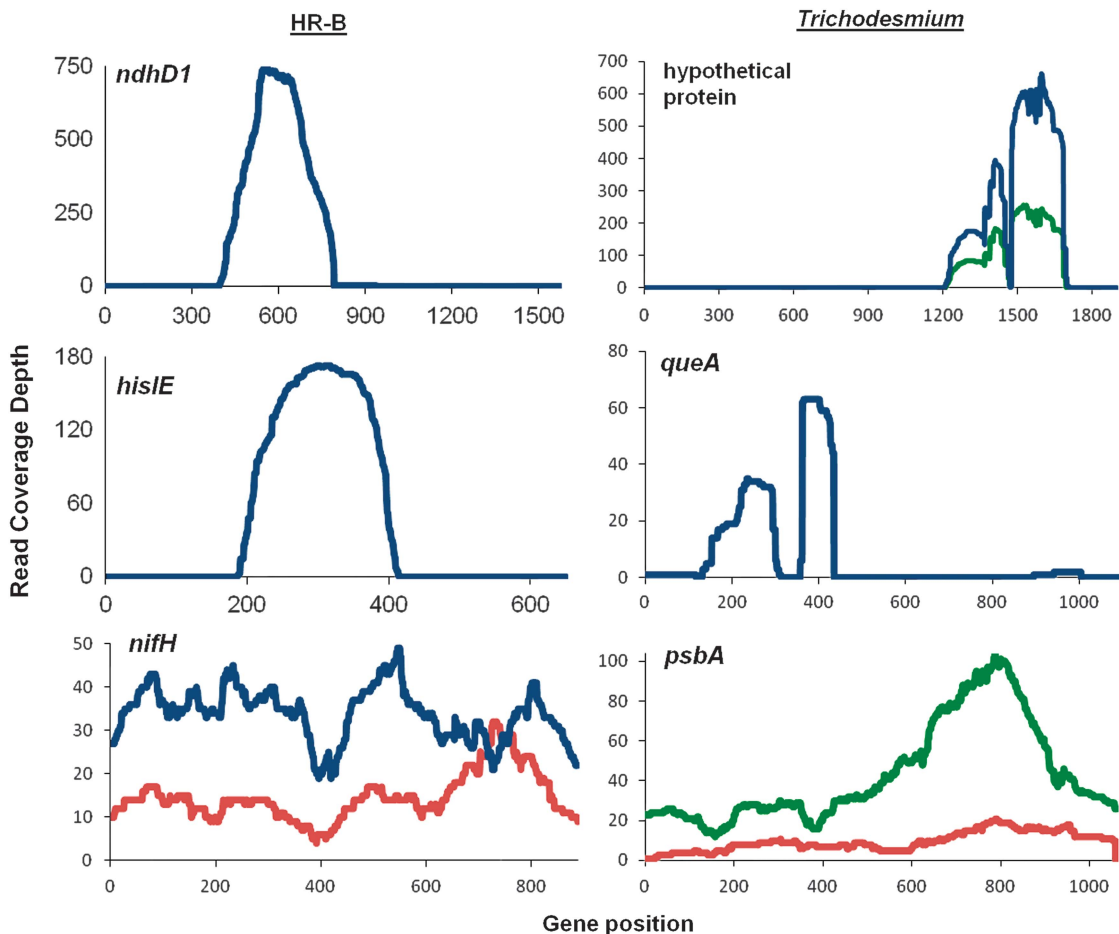 HR-B
Trichodesmium
Read Coverage Depth
ndhD1
750
500
250
0
0 300 600 900 1200 1500
hypothetical
protein
700
600
500
400
300
200
100
0
0 300 600 900 1200 1500 1800
hisIE
180
120
60
0
0 200 400 600
queA
80
60
40
20
0
0 200 400 600 800 1000
nifH
50
40
30
20
10
0
0 200 400 600 800
psbA
100
80
60
40
20
0
0 200 400 600 800 1000
Gene position